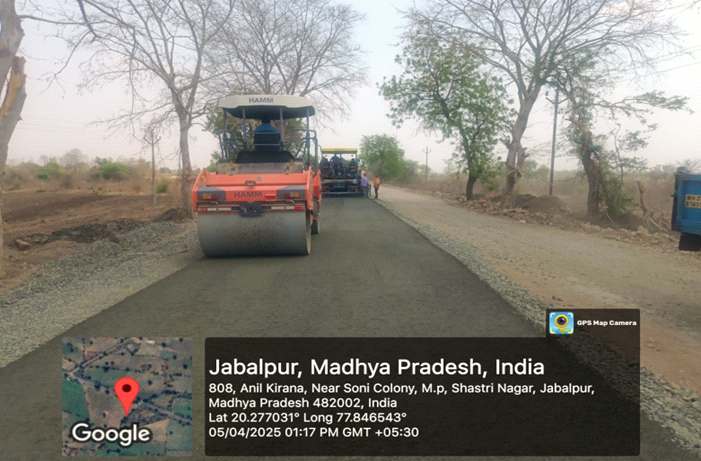 HAMM
HAMM
GPS Map Camera
Jabalpur, Madhya Pradesh, India
808, Anil Kirana, Near Soni Colony, M.p, Shastri Nagar, Jabalpur,
Madhya Pradesh 482002, India
Lat 20.277031° Long 77.846543°
05/04/2025 01:17 PM GMT +05:30
Google